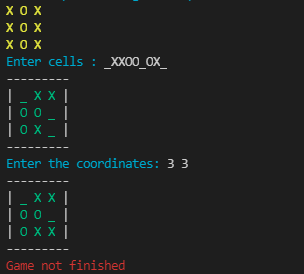 X O X
X O X
X O X
Enter cells : _XXOO_OX_
---------
| _ X X |
| O O _ |
| O X _ |
---------
Enter the coordinates: 3 3
---------
| _ X X |
| O O _ |
| O X X |
---------
Game not finished